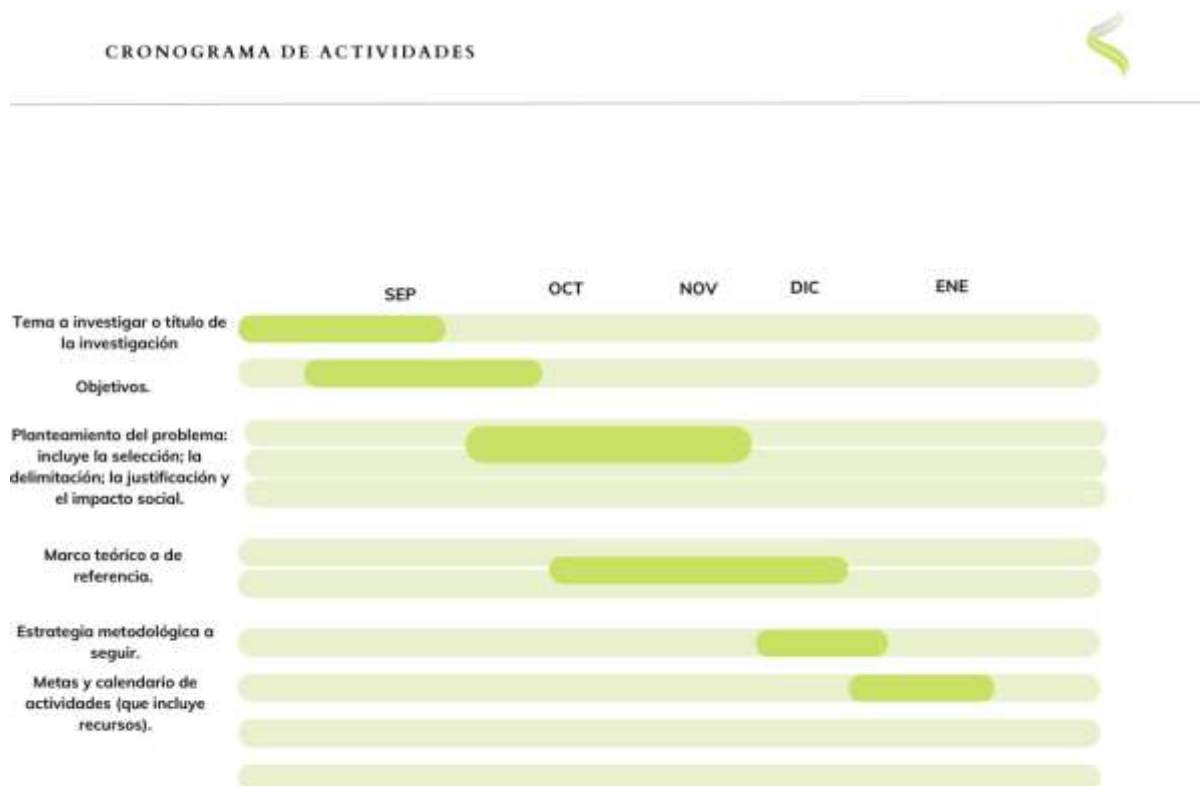 CRONOGRAMA DE ACTIVIDADES
SEP OCT NOV DIC ENE
Tema a investigar o título de
la investigación
Objetivos.
Planteamiento del problema:
incluye la selección; la
delimitación; la justificación y
el impacto social.
Marco teórico o de
referencia.
Estrategia metodológica a
seguir.
Metas y calendario de
actividades (que incluye
recursos).